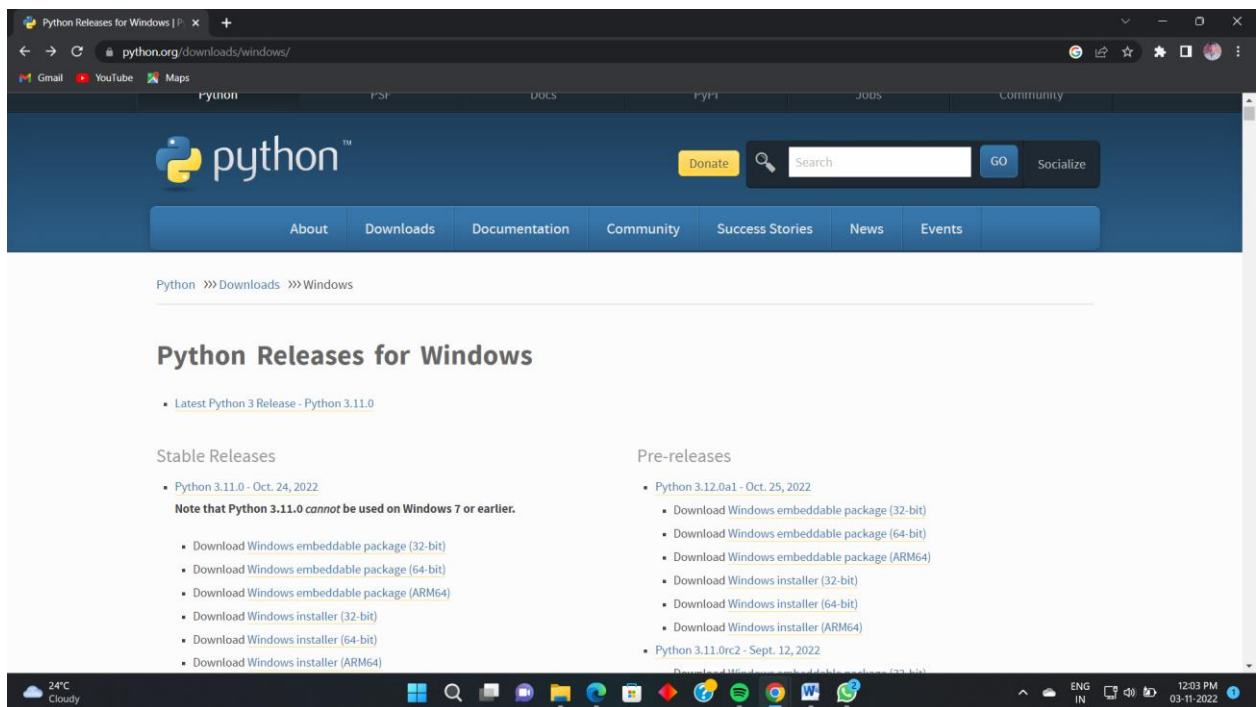 Python Releases for Windows | P
python.org/downloads/windows/
Gmail YouTube Maps
Python PSF Docs PyPI Jobs Community
python™
Donate Search GO Socialize
About Downloads Documentation Community Success Stories News Events
Python >>> Downloads >>> Windows
Python Releases for Windows
Latest Python 3 Release - Python 3.11.0
Stable Releases
Python 3.11.0 - Oct. 24, 2022
Note that Python 3.11.0 cannot be used on Windows 7 or earlier.
Download Windows embeddable package (32-bit)
Download Windows embeddable package (64-bit)
Download Windows embeddable package (ARM64)
Download Windows installer (32-bit)
Download Windows installer (64-bit)
Download Windows installer (ARM64)
Pre-releases
Python 3.12.0a1 - Oct. 25, 2022
Download Windows embeddable package (32-bit)
Download Windows embeddable package (64-bit)
Download Windows embeddable package (ARM64)
Download Windows installer (32-bit)
Download Windows installer (64-bit)
Download Windows installer (ARM64)
Python 3.11.0rc2 - Sept. 12, 2022
Download Windows embeddable package (32-bit)
24°C
Cloudy
ENG
IN
12:03 PM
03-11-2022